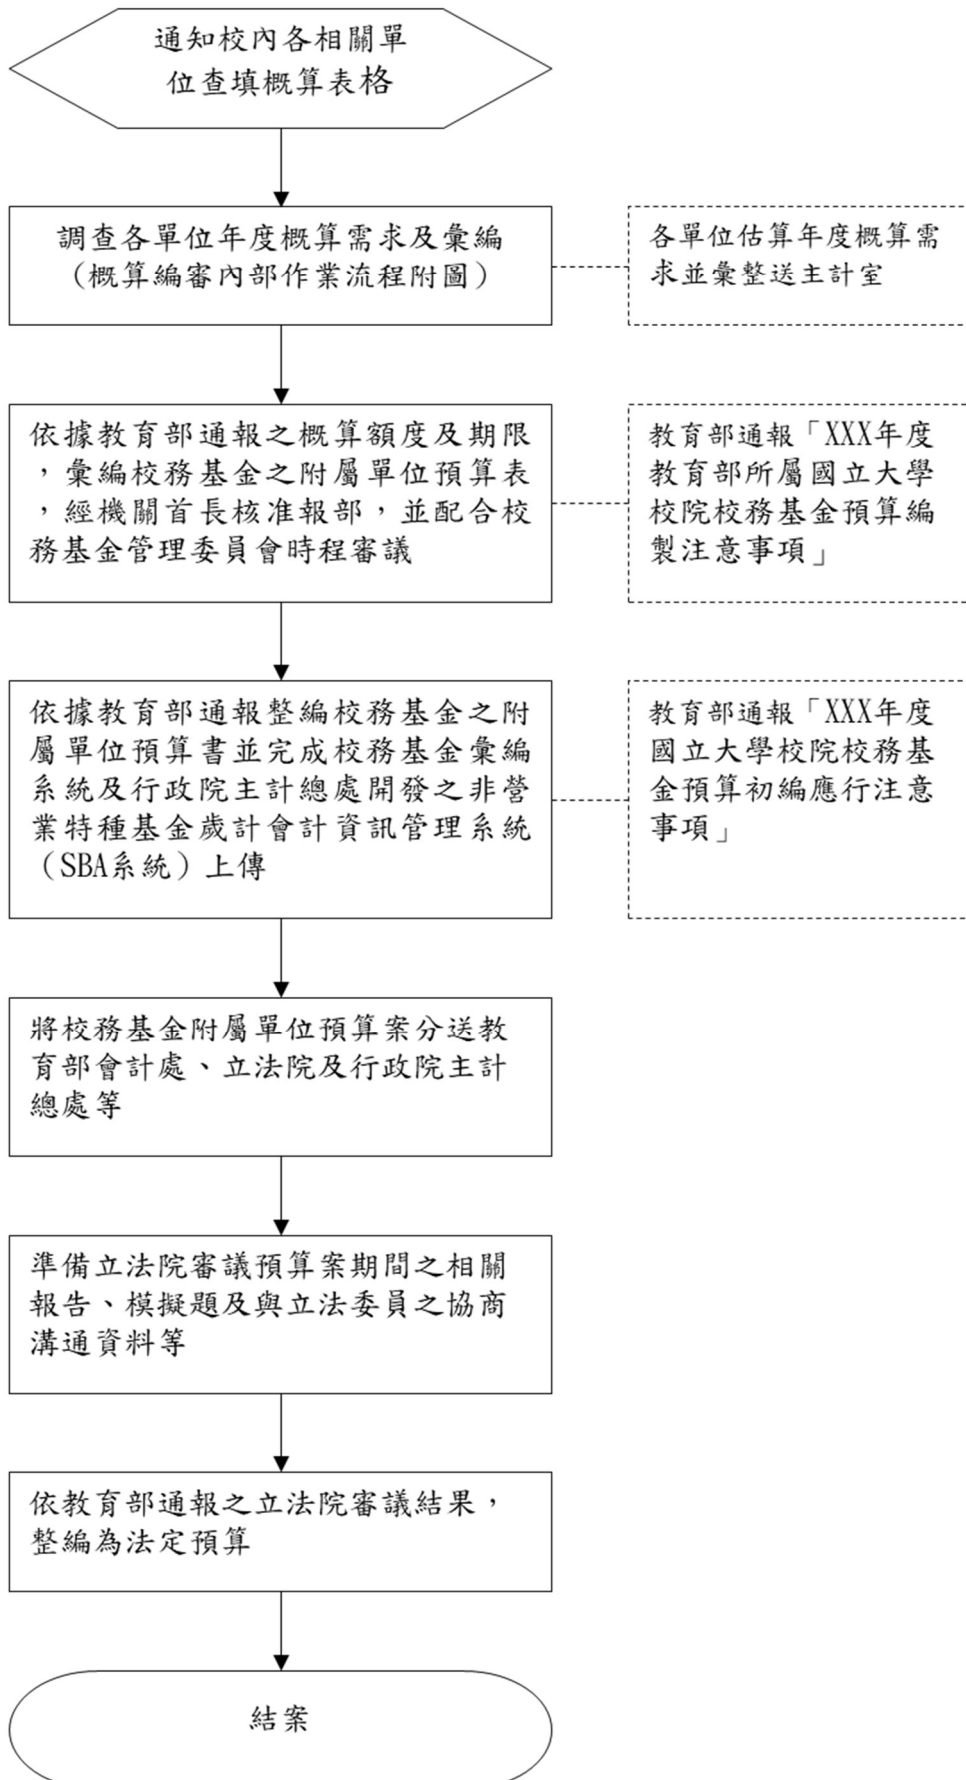 通知校內各相關單
位查填概算表格
調查各單位年度概算需求及彙編
（概算編審內部作業流程附圖）
各單位估算年度概算需
求並彙整送主計室
依據教育部通報之概算額度及期限
，彙編校務基金之附屬單位預算表
，經機關首長核准報部，並配合校
務基金管理委員會時程審議
教育部通報「XXX年度
教育部所屬國立大學
校院校務基金預算編
製注意事項」
依據教育部通報整編校務基金之附
屬單位預算書並完成校務基金彙編
系統及行政院主計總處開發之非營
業特種基金歲計會計資訊管理系統
（SBA系統）上傳
教育部通報「XXX年度
國立大學校院校務基
金預算初編應行注意
事項」
將校務基金附屬單位預算案分送教
育部會計處、立法院及行政院主計
總處等
準備立法院審議預算案期間之相關
報告、模擬題及與立法委員之協商
溝通資料等
依教育部通報之立法院審議結果，
整編為法定預算
結案